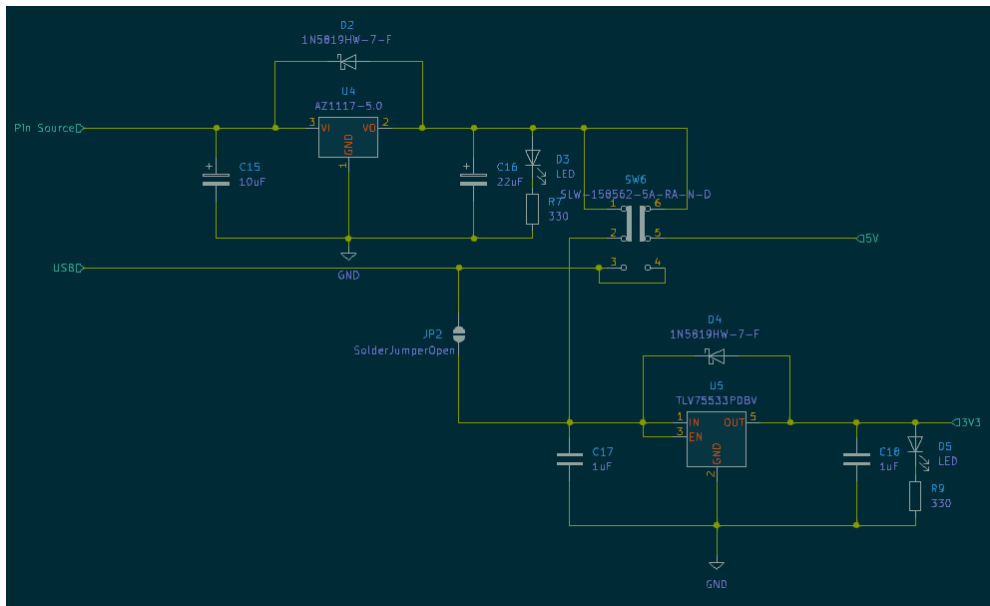 D2
1N5819HW-7-F
U4
AZ1117-5.0
Pin Source
3 VI VO 2
GND
1
+
C15
10uF
+
C16
22uF
D3
LED
R7
330
SW6
SLW-158562-5A-RA-N-D
1 6
2 5
3 4
5V
GND
USB
JP2
SolderJumperOpen
D4
1N5819HW-7-F
U5
TLV75533PDBV
1 IN OUT 5
3 EN
GND
2
3V3
C17
1uF
C18
1uF
D5
LED
R9
330
GND